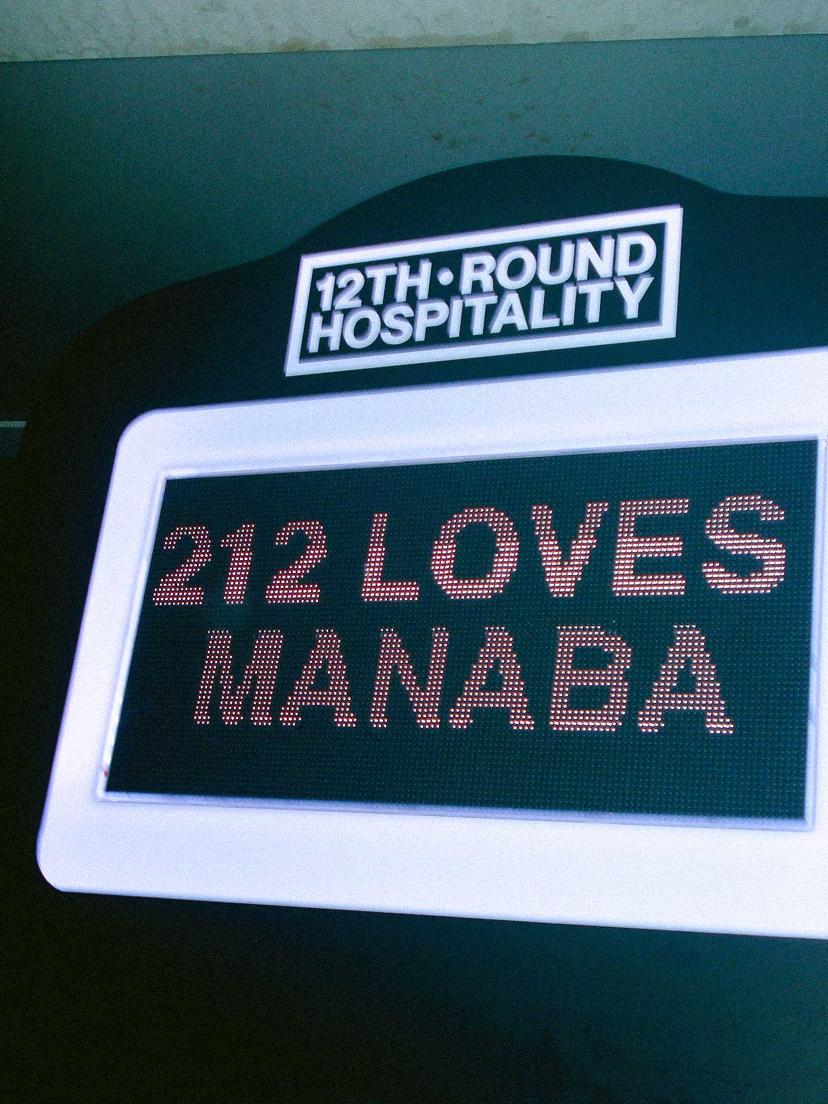 12TH•ROUND
HOSPITALITY
212 LOVES
MANABA